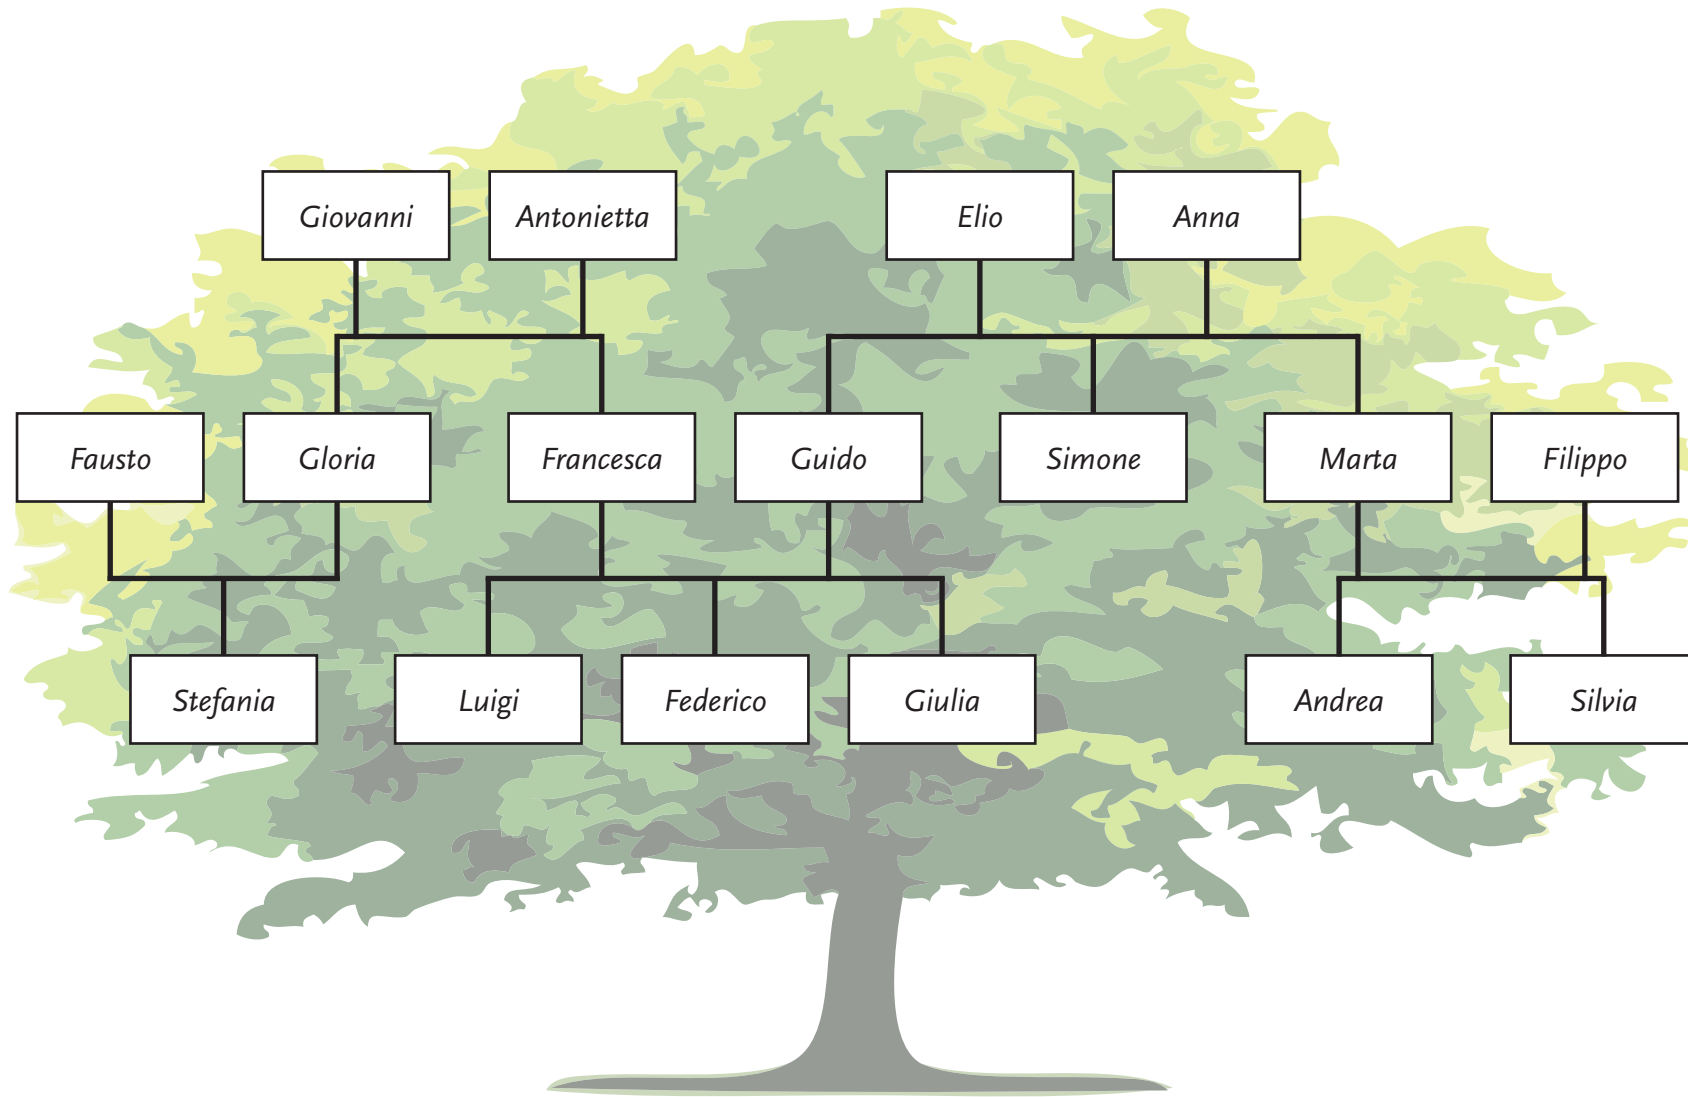 Giovanni
Antonietta
Elio
Anna
Fausto
Gloria
Francesca
Guido
Simone
Marta
Filippo
Stefania
Luigi
Federico
Giulia
Andrea
Silvia